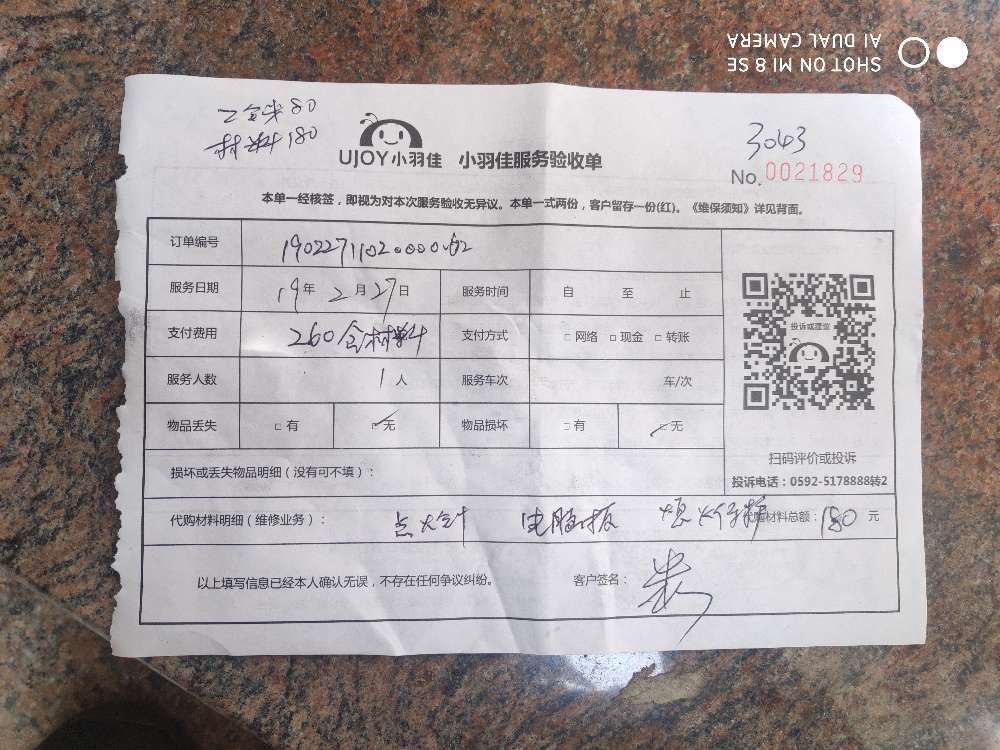 工钱 80
材料 180
UJOY小羽佳 小羽佳服务验收单
3043
No. 0021829
本单一经核签，即视为对本次服务验收无异议。本单一式两份，客户留存一份(红)。《维保须知》详见背面。
订单编号
服务日期 19年 2月 27日 服务时间 自 至 止
支付费用 260含材料 支付方式 □网络 □现金 □转账
服务人数 1人 服务车次 车/次
物品丢失 □有 ☑无 物品损坏 □有 ☑无
投诉或建议
扫码评价或投诉
投诉电话：0592-5178888转2
损坏或丢失物品明细（没有可不填）：
代购材料明细（维修业务）： 点火针 电脑板 熄火 代购材料总额：180 元
以上填写信息已经本人确认无误，不存在任何争议纠纷。 客户签名：
SHOT ON MI 8 SE
AI DUAL CAMERA